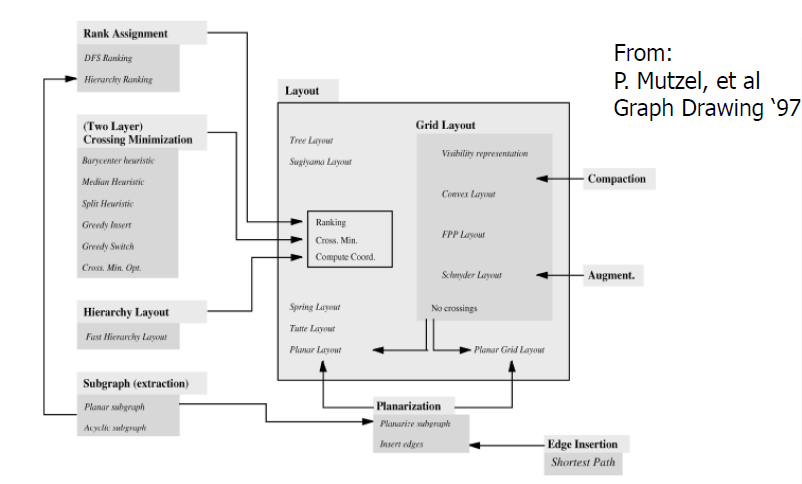 Rank Assignment
DFS Ranking
Hierarchy Ranking
(Two Layer)
Crossing Minimization
Barycenter heuristic
Median Heuristic
Split Heuristic
Greedy Insert
Greedy Switch
Cross. Min. Opt.
Hierarchy Layout
Fast Hierarchy Layout
Subgraph (extraction)
Planar subgraph
Acyclic subgraph
Layout
Tree Layout
Sugiyama Layout
Ranking
Cross. Min.
Compute Coord.
Spring Layout
Tutte Layout
Planar Layout
Grid Layout
Visibility representation
Convex Layout
FPP Layout
Schnyder Layout
No crossings
Planar Grid Layout
Planarization
Planarize subgraph
Insert edges
Edge Insertion
Shortest Path
Compaction
Augment.
From:
P. Mutzel, et al
Graph Drawing ‘97